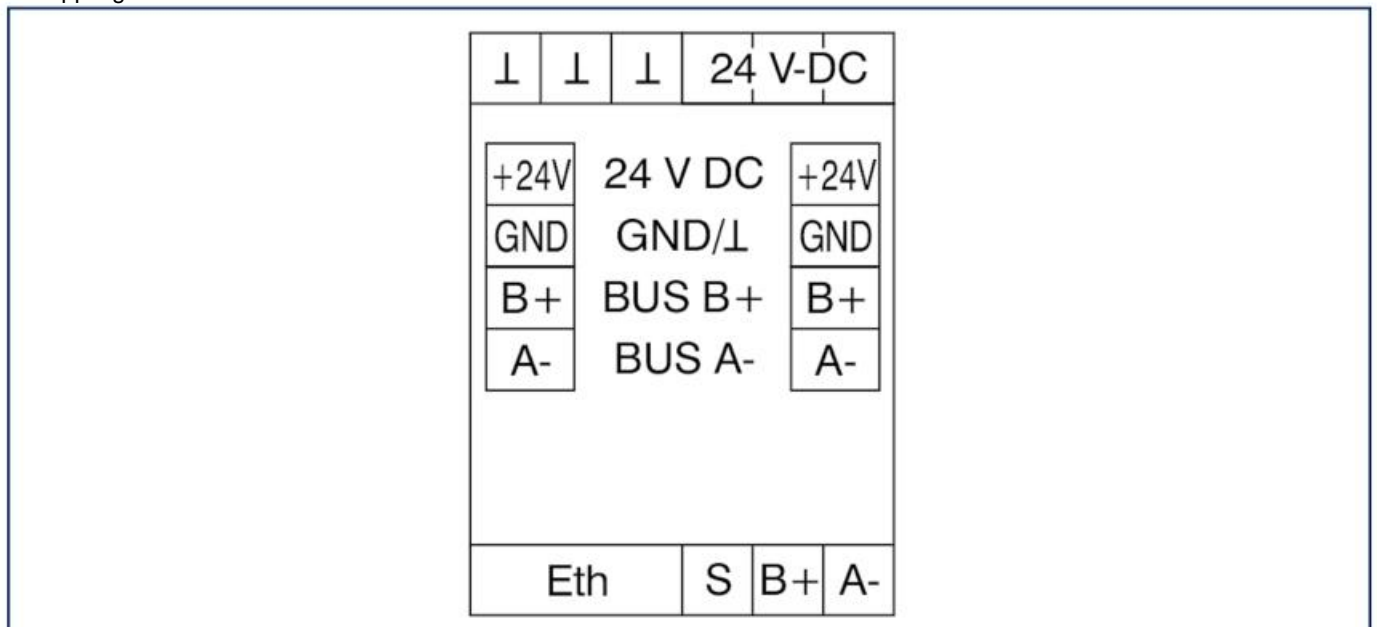 ⊥ ⊥ ⊥ 24 V-DC
+24V 24 V DC +24V
GND GND/⊥ GND
B+ BUS B+ B+
A- BUS A- A-
Eth S B+ A-